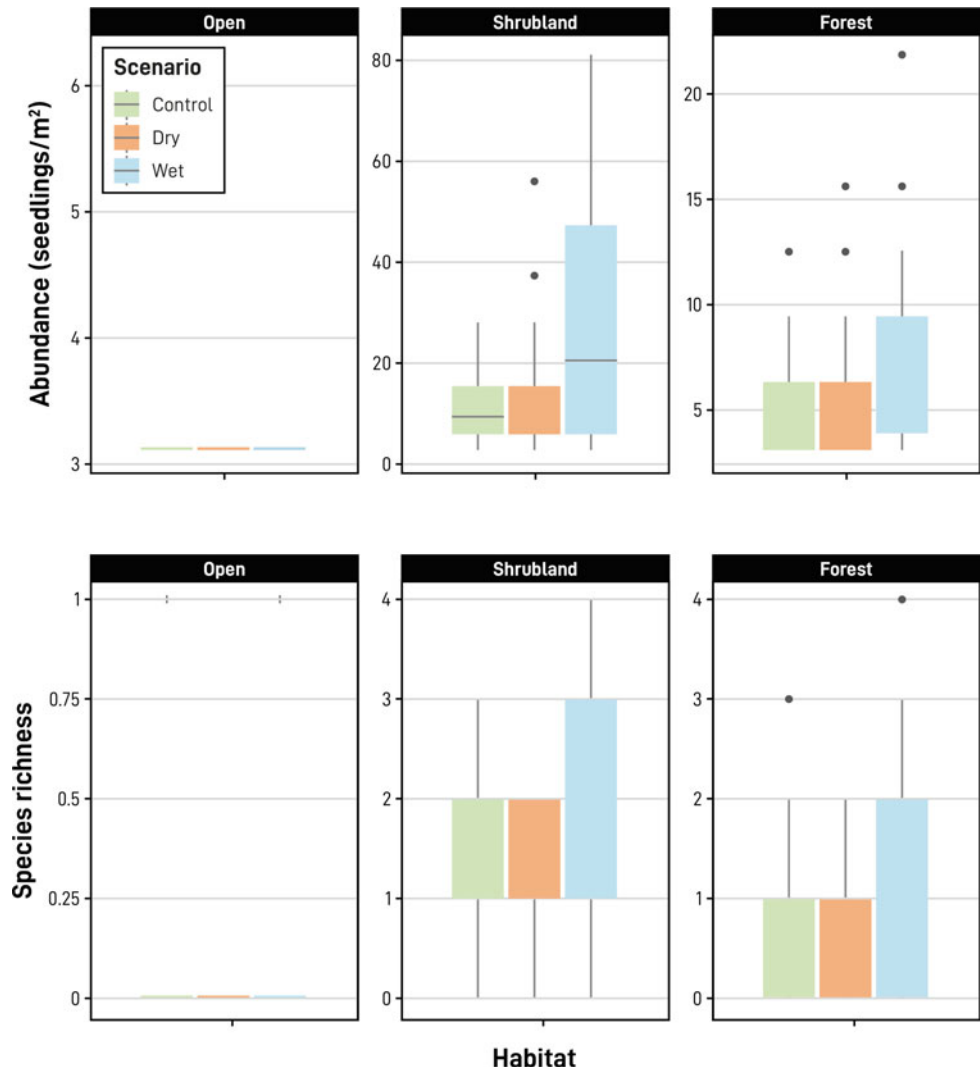 Open
Shrubland
Forest
Abundance (seedlings/m²)
6
5
4
3
Scenario
Control
Dry
Wet
80
60
40
20
0
20
15
10
5
Open
Shrubland
Forest
Species richness
1
0.75
0.5
0.25
0
4
3
2
1
0
4
3
2
1
0
Habitat